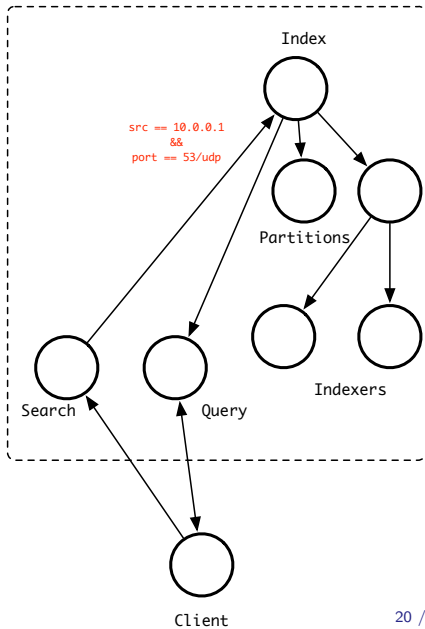 Index
src == 10.0.0.1
&&
port == 53/udp
Partitions
Indexers
Search
Query
Client
20 /